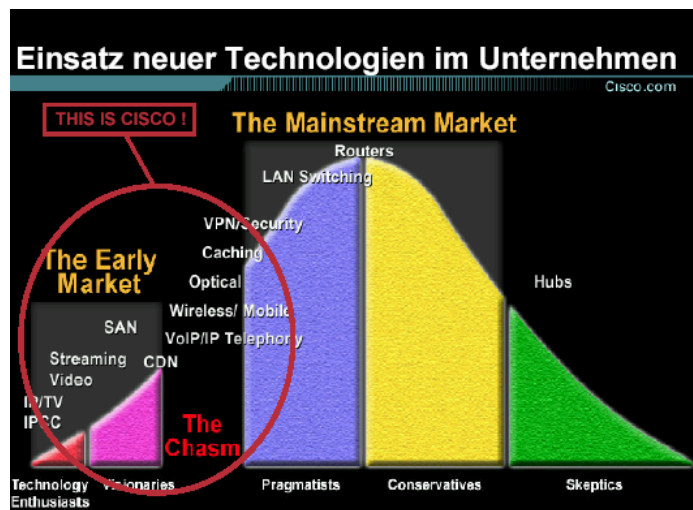 Einsatz neuer Technologien im Unternehmen
Cisco.com
THIS IS CISCO !
The Mainstream Market
Routers
LAN Switching
VPN/Security
Caching
Optical
Wireless/ Mobile
VoIP/IP Telephony
The Early
Market
SAN
Streaming
Video
CDN
IP/TV
IPCC
The
Chasm
Hubs
Technology
Enthusiasts
Visionaries
Pragmatists
Conservatives
Skeptics